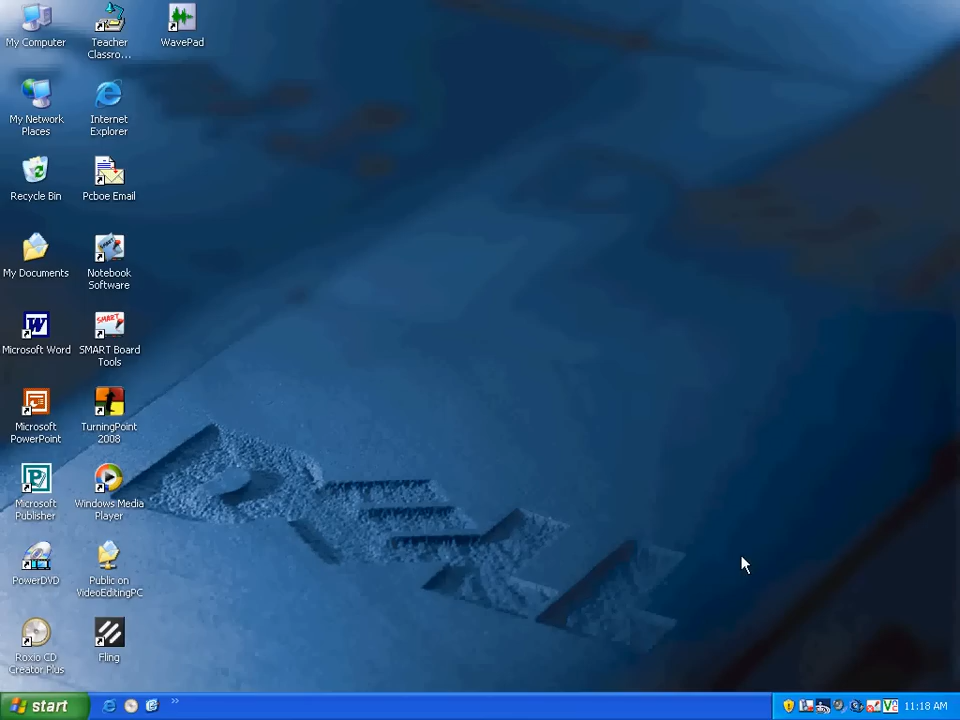 My Computer
Teacher
Classro...
WavePad
My Network
Places
Internet
Explorer
Recycle Bin
Pcboe Email
My Documents
Notebook
Software
SMART
Microsoft Word
SMART Board
Tools
Microsoft
PowerPoint
TurningPoint
2008
Microsoft
Publisher
Windows Media
Player
PowerDVD
Public on
VideoEditingPC
Roxio CD
Creator Plus
Fling
DELL
start
11:18 AM